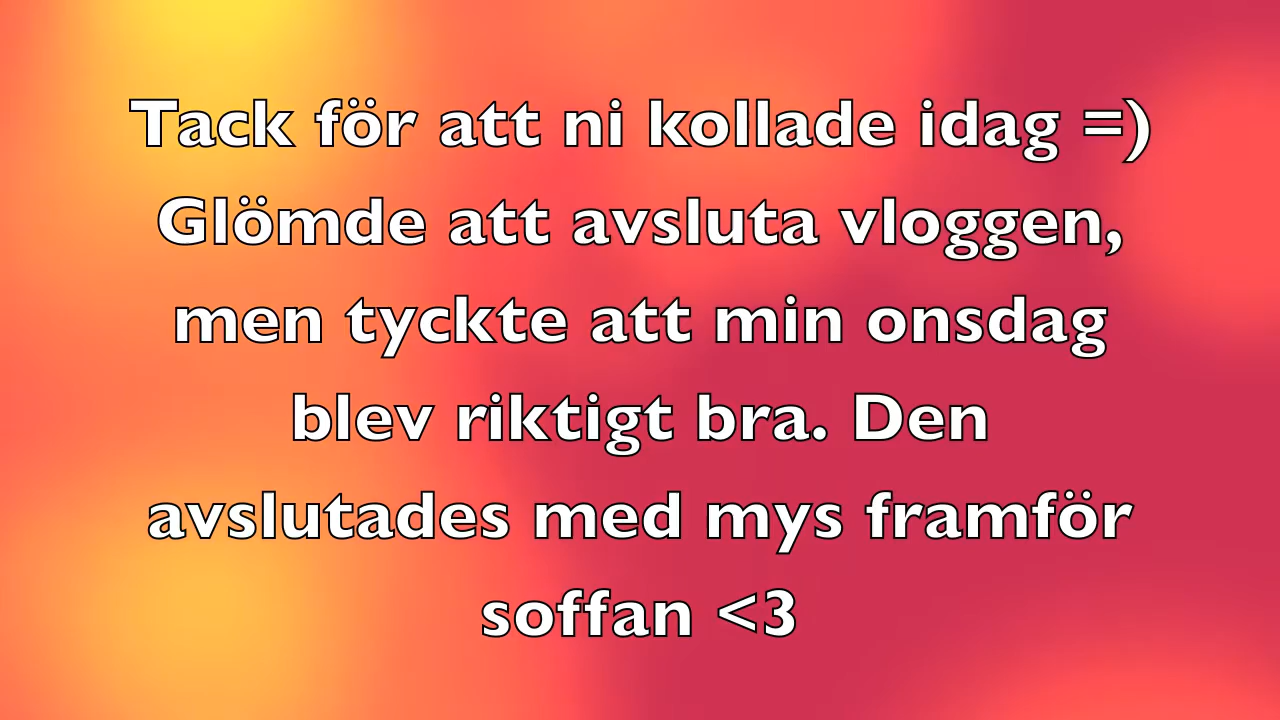 Tack för att ni kollade idag =)
Glömde att avsluta vloggen,
men tyckte att min onsdag
blev riktigt bra. Den
avslutades med mys framför
soffan <3